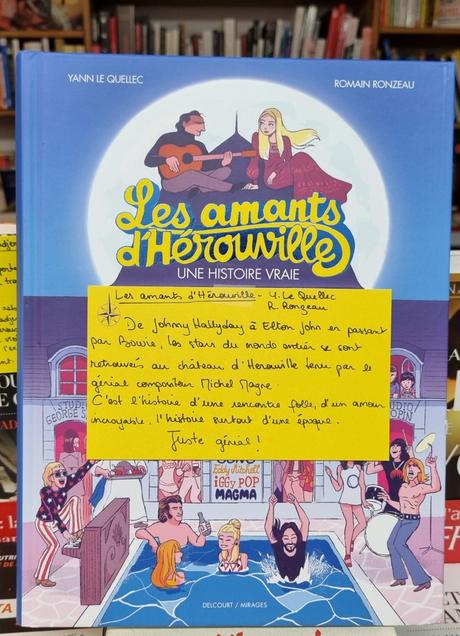 YANN LE QUELLEC
ROMAIN RONZEAU
Les amants
d'Hérouville
UNE HISTOIRE VRAIE
Les amants d'Hérouville - Y. Le Quellec
R. Ronzeau
De Johnny Hallyday à Elton John en passant
par Bowie, les stars du monde entier se sont
retrouvées au château d'Hérouville tenu par le
génial compositeur Michel Magne.
C'est l'histoire d'une rencontre folle, d'un amour
incroyable, l'histoire surtout d'une époque.
Juste génial !
STUDIO
GEORGE S
STUDIO
OPIN
Eddy Mitchell
iGGY POP
MAGMA
DELCOURT / MIRAGES